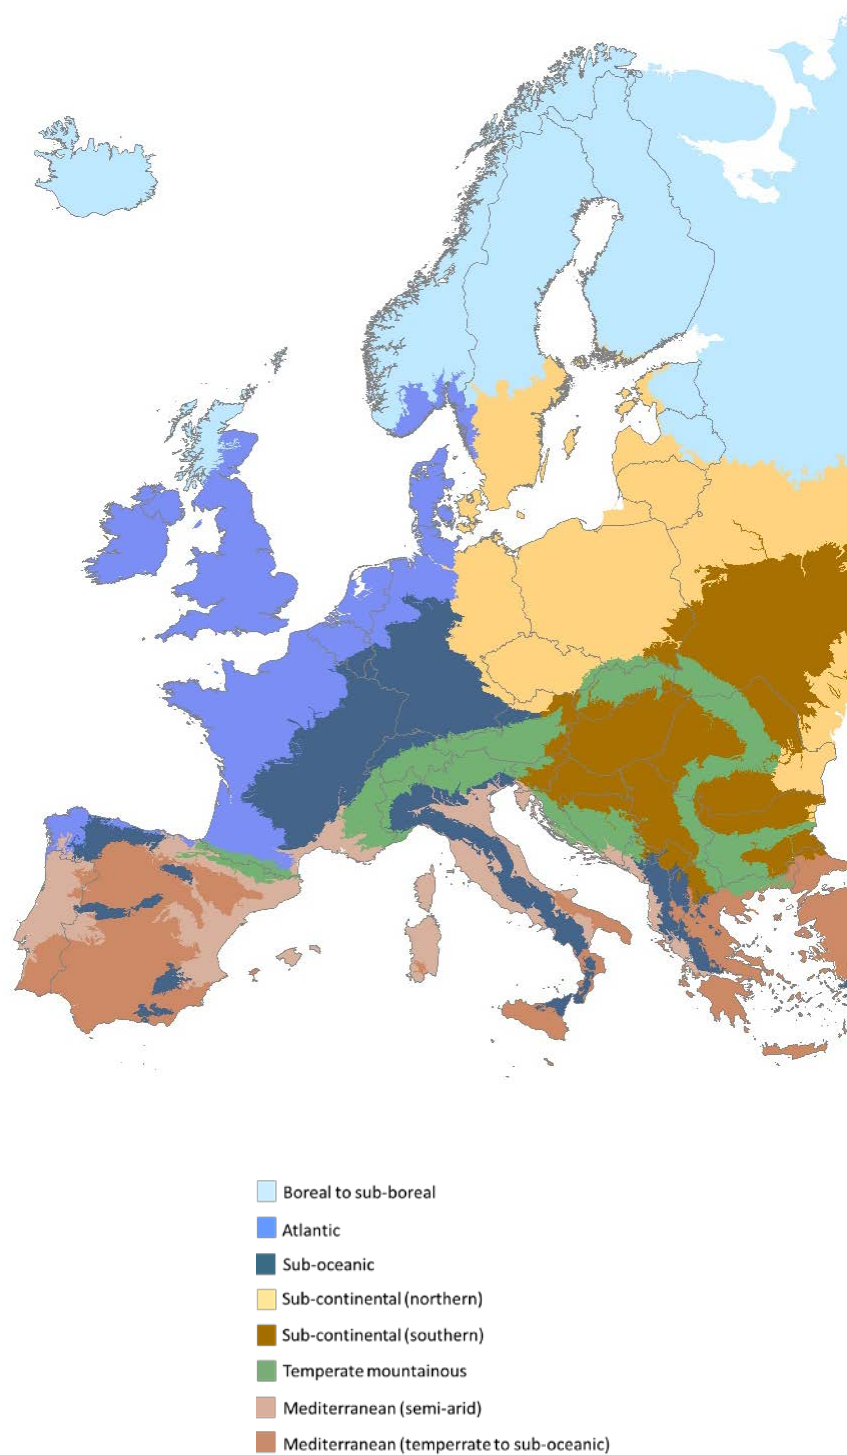 Boreal to sub-boreal
Atlantic
Sub-oceanic
Sub-continental (northern)
Sub-continental (southern)
Temperate mountainous
Mediterranean (semi-arid)
Mediterranean (temperrate to sub-oceanic)